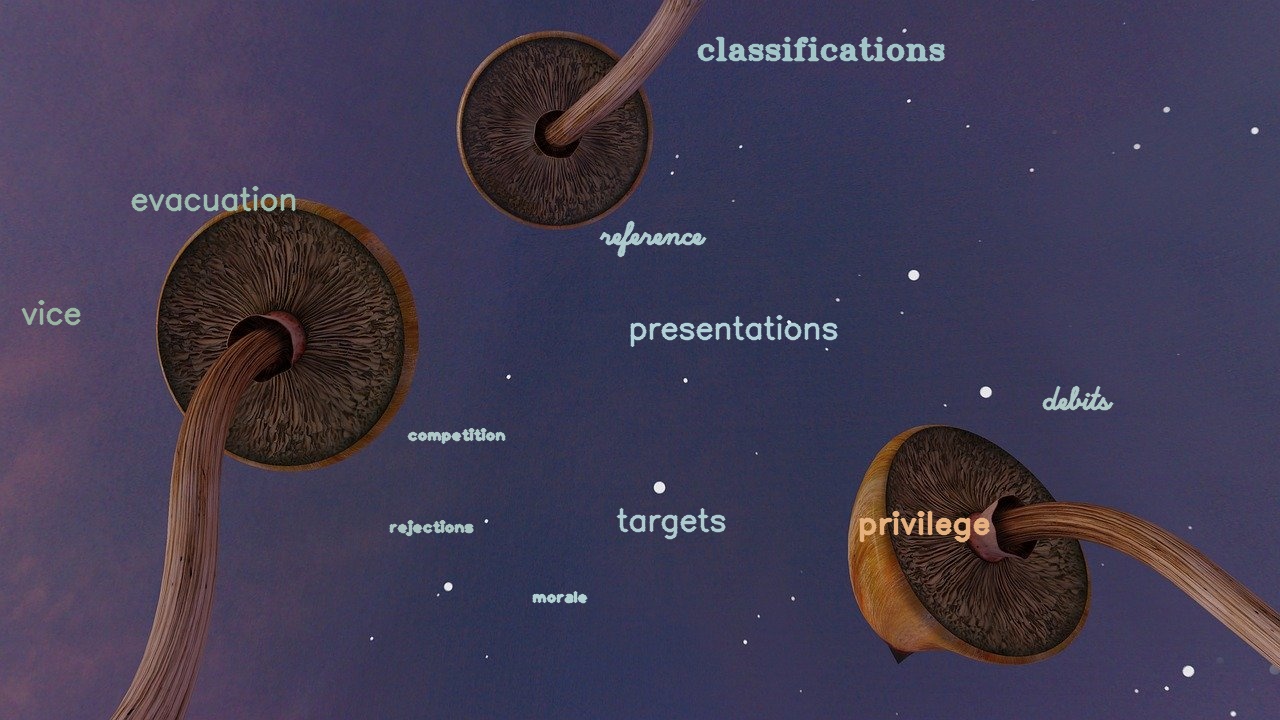 classifications
evacuation
reference
vice
presentations
debits
competition
targets
privilege
rejections
morale